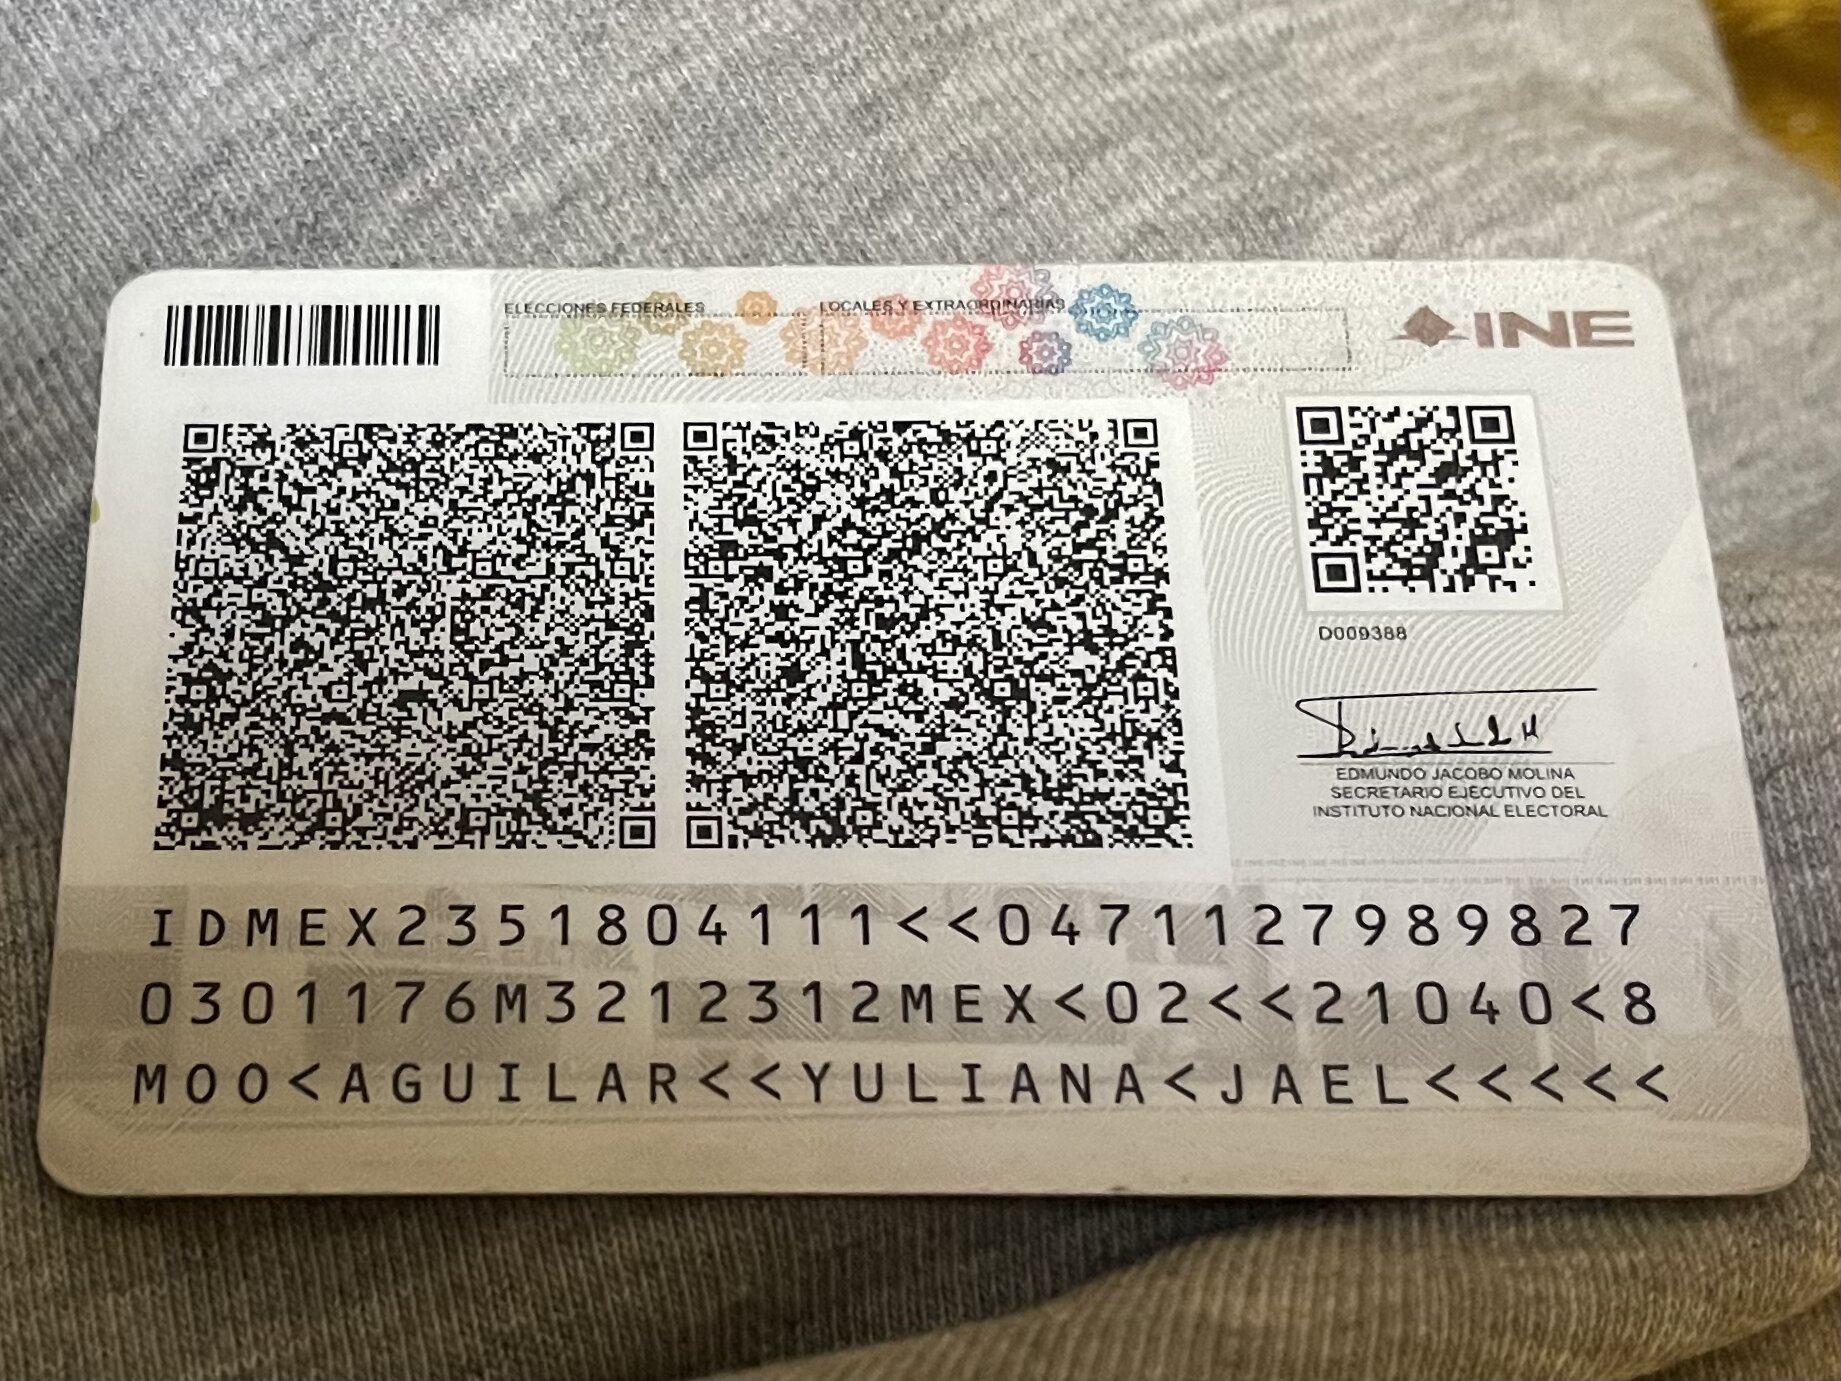 ELECCIONES FEDERALES LOCALES Y EXTRAORDINARIAS
INE
D009388
EDMUNDO JACOBO MOLINA
SECRETARIO EJECUTIVO DEL
INSTITUTO NACIONAL ELECTORAL
IDMEX2351804111<<0471127989827
0301176M3212312MEX<02<<21040<8
MOO<AGUILAR<<YULIANA<JAEL<<<<<